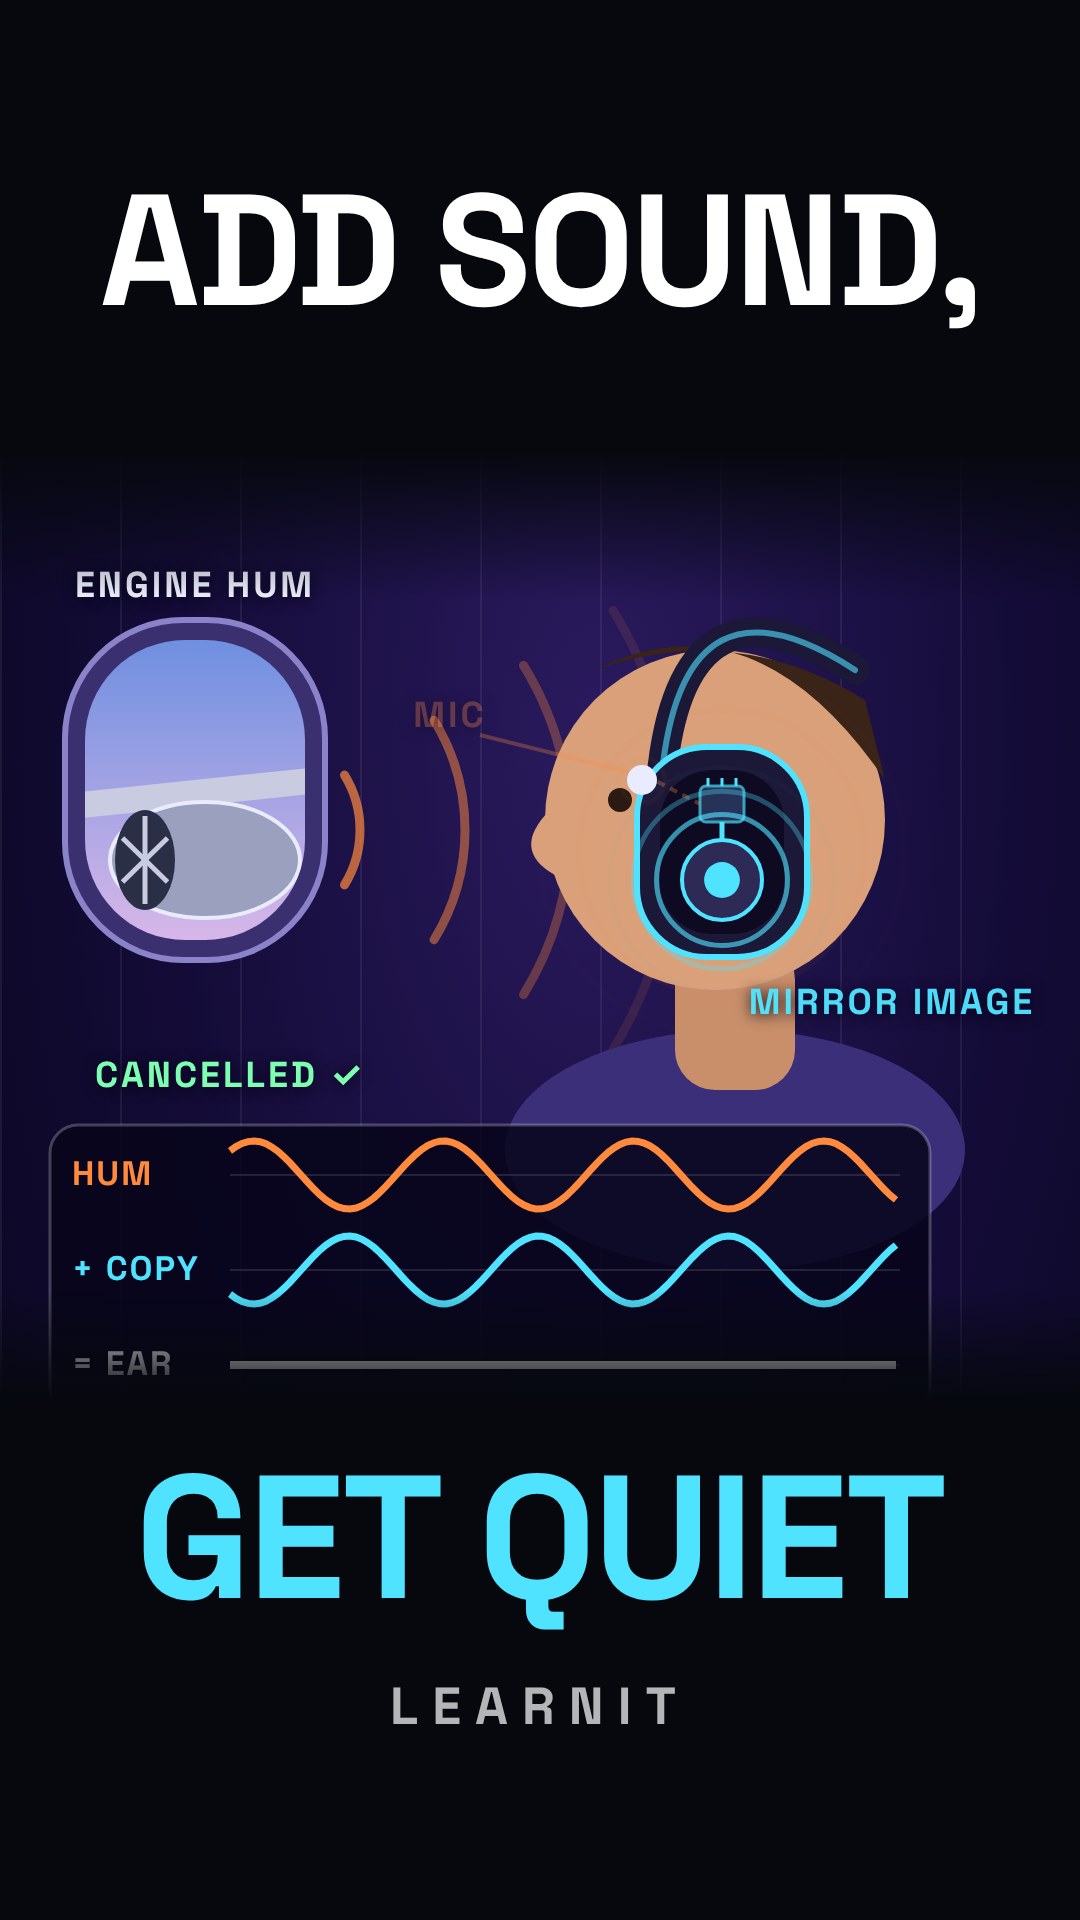 ADD SOUND,
ENGINE HUM
MIC
MIRROR IMAGE
CANCELLED ✓
HUM
+ COPY
= EAR
GET QUIET
LEARNIT